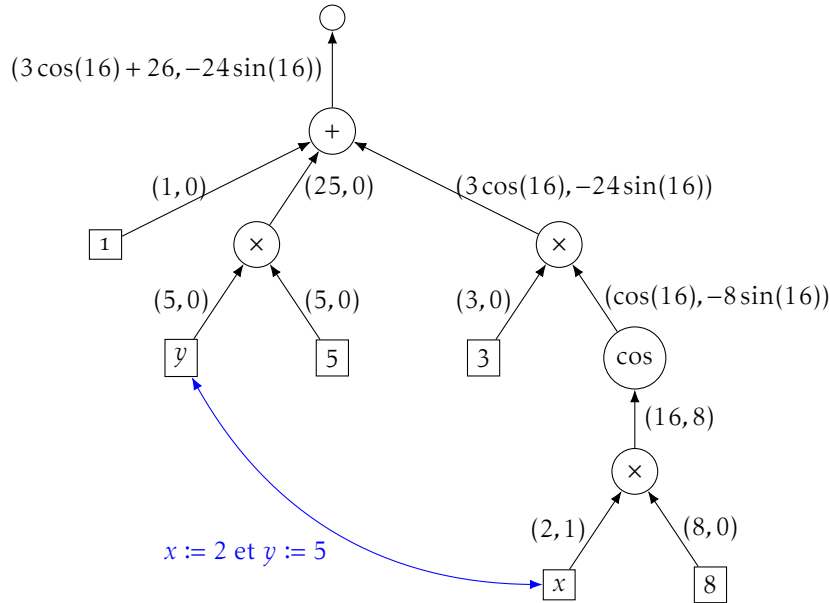 (3 cos(16) + 26, −24 sin(16))
+
(1, 0)
(25, 0)
(3 cos(16), −24 sin(16))
1
×
×
(5, 0)
(5, 0)
(3, 0)
(cos(16), −8 sin(16))
y
5
3
cos
(16, 8)
×
x := 2 et y := 5
(2, 1)
(8, 0)
x
8